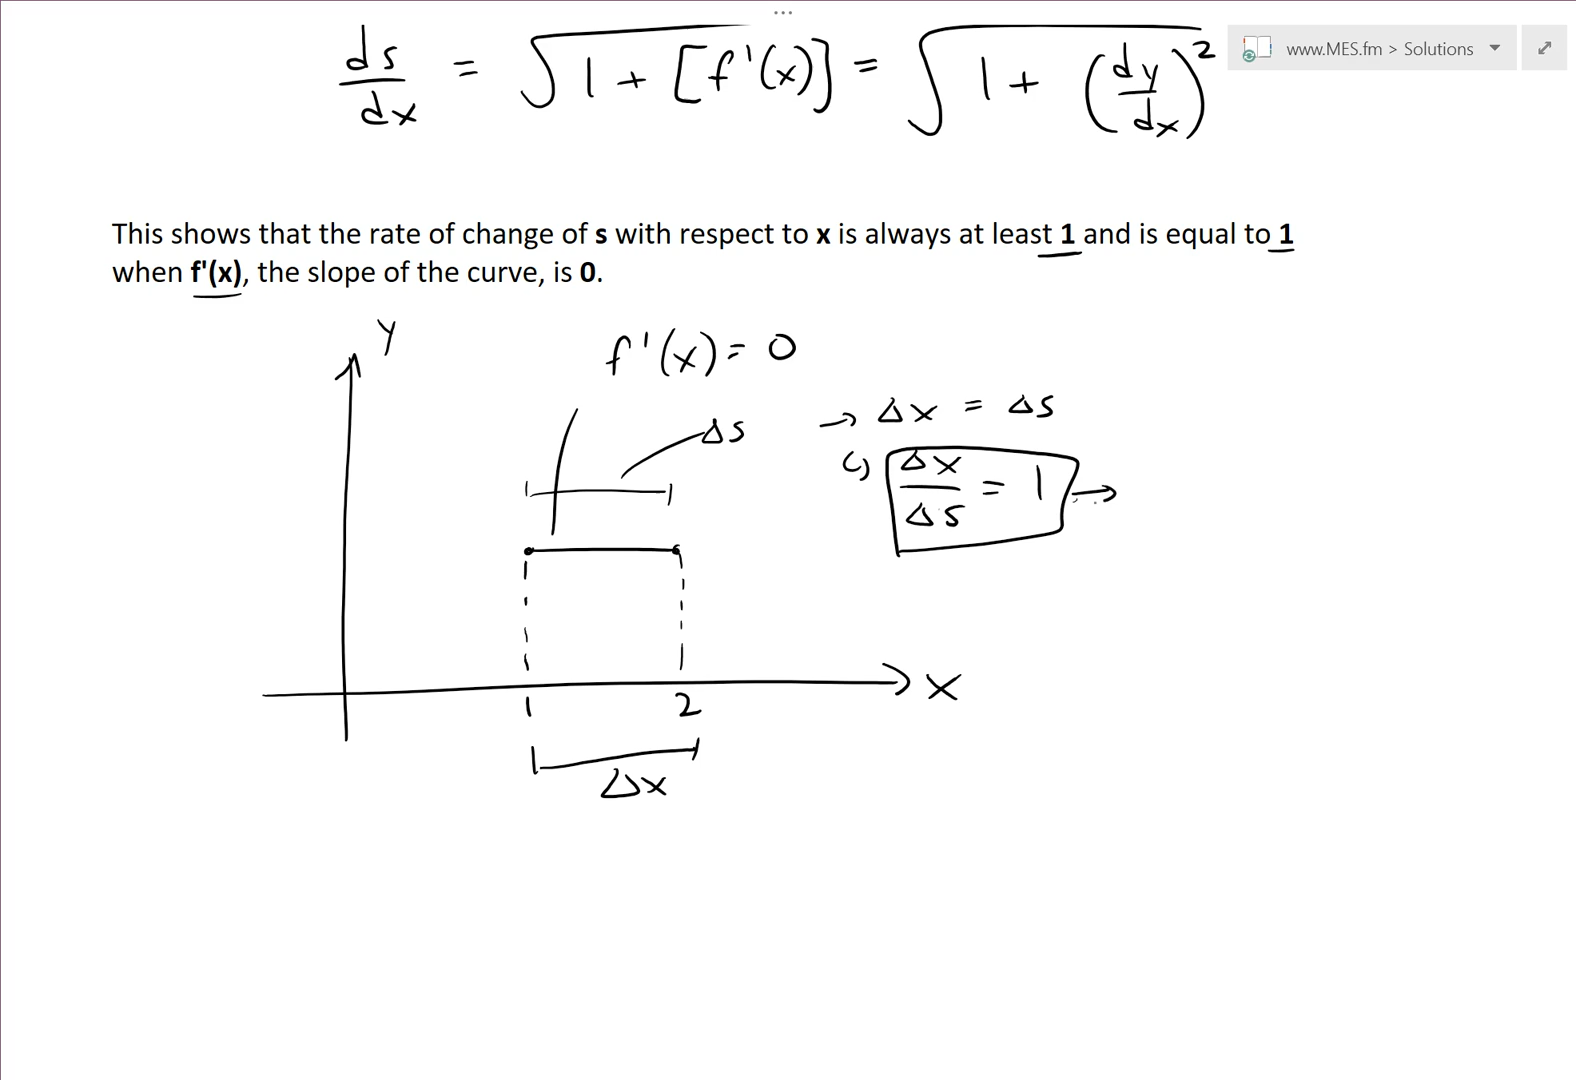 ...
ds/dx = √1 + [f'(x)] = √1 + (dy/dx)²
www.MES.fm > Solutions
This shows that the rate of change of s with respect to x is always at least 1 and is equal to 1
when f'(x), the slope of the curve, is 0.
Y
f'(x) = 0
Δs
→ Δx = Δs
Δx/Δs = 1 →
X
1 2
Δx